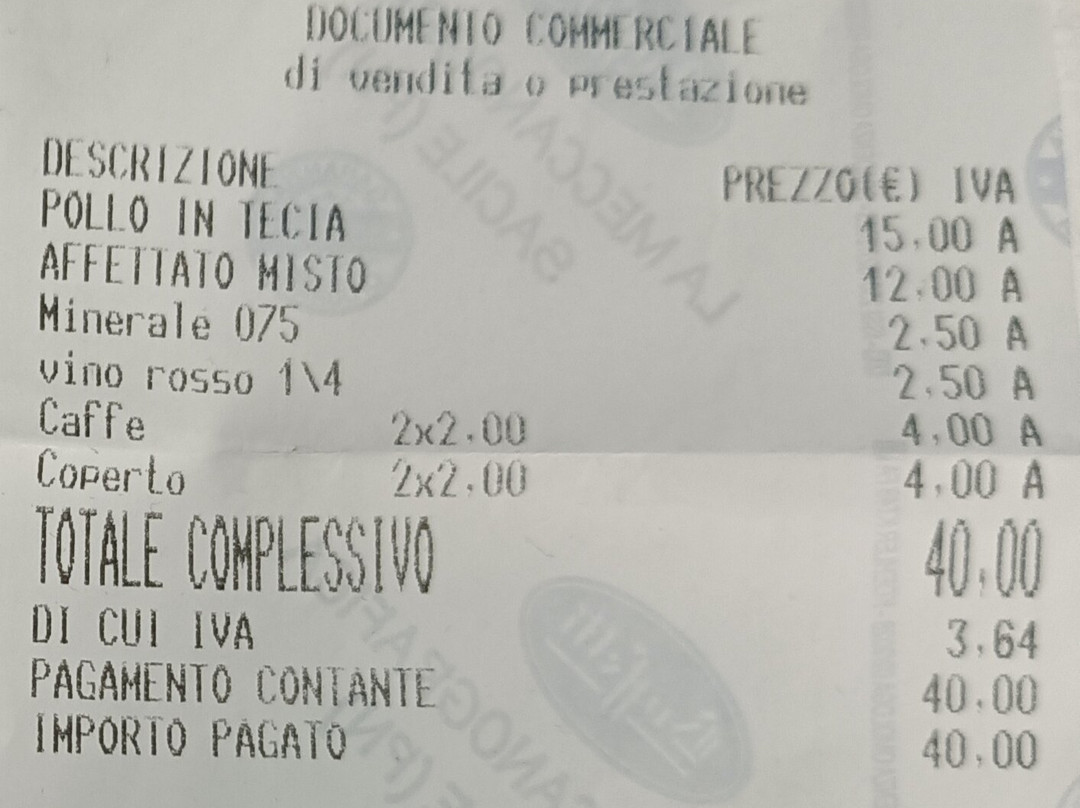 DOCUMENTO COMMERCIALE
di vendita o prestazione
DESCRIZIONE PREZZO(€) IVA
POLLO IN TECIA 15.00 A
AFFETTATO MISTO 12.00 A
Minerale 075 2.50 A
vino rosso 1\4 2.50 A
Caffe 2x2.00 4.00 A
Coperto 2x2.00 4.00 A
TOTALE COMPLESSIVO 40.00
DI CUI IVA 3.64
PAGAMENTO CONTANTE 40.00
IMPORTO PAGATO 40.00